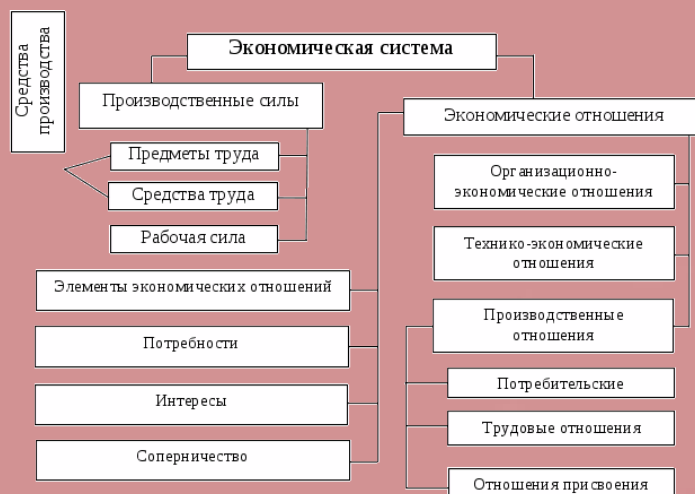 Средства
производства
Экономическая система
Производственные силы
Предметы труда
Средства труда
Рабочая сила
Экономические отношения
Элементы экономических отношений
Потребности
Интересы
Соперничество
Организационно-
экономические отношения
Технико-экономические
отношения
Производственные
отношения
Потребительские
Трудовые отношения
Отношения присвоения